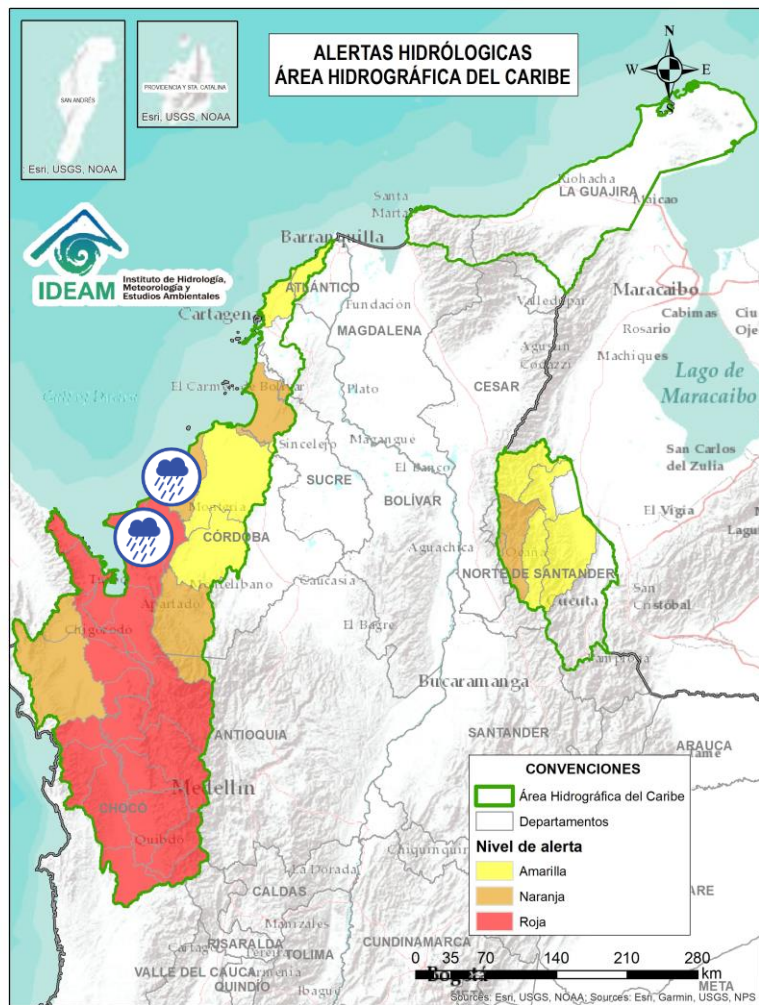 ALERTAS HIDRÓLOGICAS
ÁREA HIDROGRÁFICA DEL CARIBE
SAN ANDRÉS
Esri, USGS, NOAA
PROVIDENCIA Y STA. CATALINA
Esri, USGS, NOAA
N
W
E
S
IDEAM
Instituto de Hidrología,
Meteorología y
Estudios Ambientales
Riohacha
LA GUAJIRA
Maicao
Santa
Marta
Barranquilla
ATLÁNTICO
Cartagena
Fundación
MAGDALENA
Valledupar
Maracaibo
Cabimas
Ciu
Oje
Rosario
Machiques
Agustín
Codazzi
CESAR
Lago de
Maracaibo
El Carmen de Bolívar
Plato
Sincelejo
Magangué
El Banco
SUCRE
BOLÍVAR
San Carlos
del Zulia
El Vigía
Montería
CÓRDOBA
Aguachica
Ocaña
NORTE DE SANTANDER
Montelíbano
Caucasia
Apartadó
San
Cristóbal
Chigorodó
El Bagre
Bucaramanga
Pamplona
ANTIOQUIA
SANTANDER
ARAUCA
Medellín
CHOCÓ
Quibdó
La Dorada
CALDAS
Manizales
RISARALDA
TOLIMA
CUNDINAMARCA
VALLE DEL CAUCA
Armenia
QUINDÍO
Ibagué
Bogotá
META
CONVENCIONES
Área Hidrográfica del Caribe
Departamentos
Nivel de alerta
Amarilla
Naranja
Roja
0 35 70 140 210 280
km
Sources: Esri, USGS, NOAA; Sources: Esri, Garmin, USGS, NPS